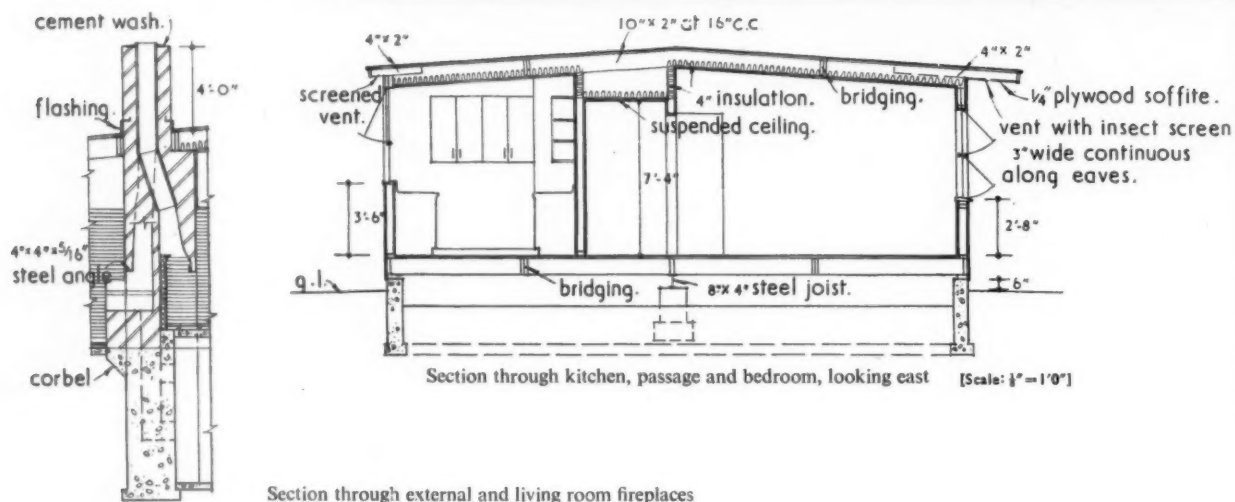 cement wash.
4'-0"
flashing.
4"×4"×5/16"
steel angle
corbel
10"×2" at 16"c.c.
4"×2"
4"×2"
screened
vent.
4" insulation.
bridging.
suspended ceiling.
1/4" plywood soffite.
vent with insect screen
3" wide continuous
along eaves.
7'-4"
3'-6"
2'-8"
g.l.
bridging.
8"×4" steel joist.
6"
Section through kitchen, passage and bedroom, looking east
[Scale: ⅛"=1'0"]
Section through external and living room fireplaces